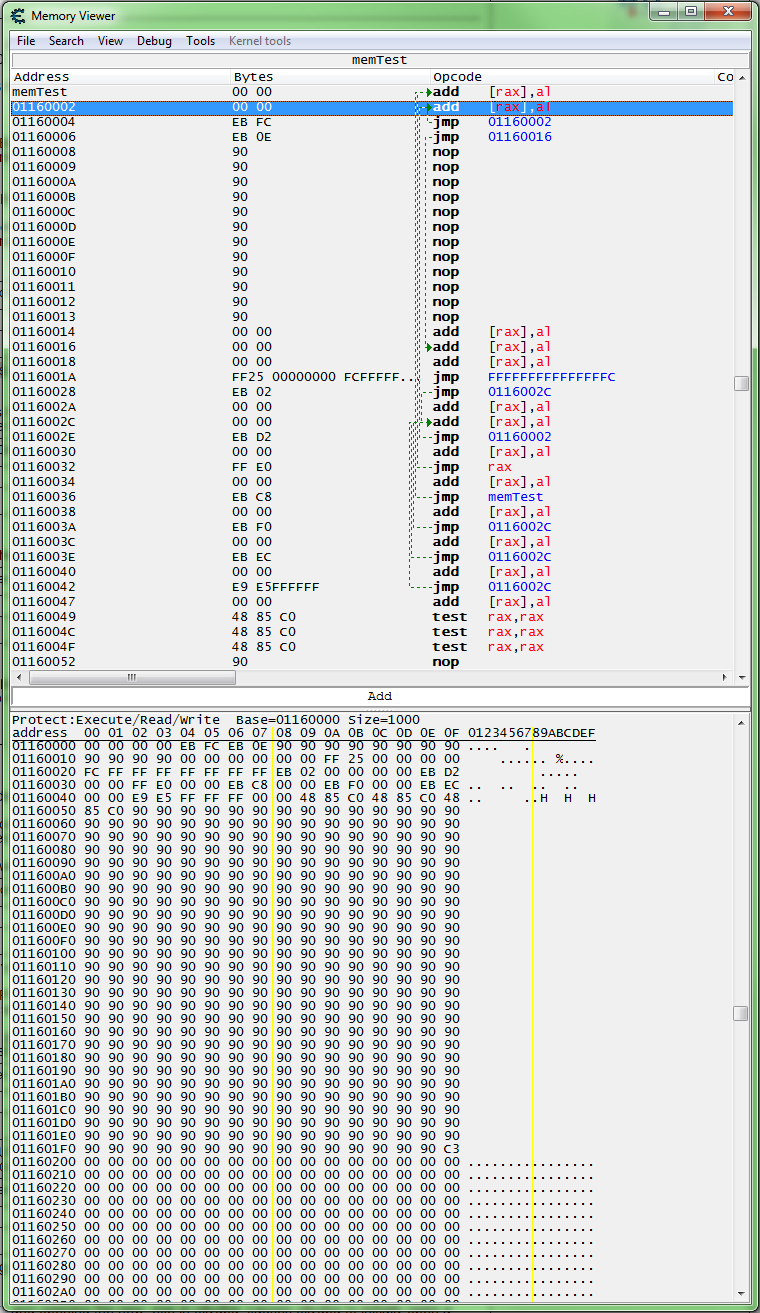 Memory Viewer
File Search View Debug Tools Kernel tools
memTest
Address Bytes Opcode Co
memTest 00 00 add [rax],al
01160002 00 00 add [rax],al
01160004 EB FC jmp 01160002
01160006 EB 0E jmp 01160016
01160008 90 nop
01160009 90 nop
0116000A 90 nop
0116000B 90 nop
0116000C 90 nop
0116000D 90 nop
0116000E 90 nop
0116000F 90 nop
01160010 90 nop
01160011 90 nop
01160012 90 nop
01160013 90 nop
01160014 00 00 add [rax],al
01160016 00 00 add [rax],al
01160018 00 00 add [rax],al
0116001A FF25 00000000 FCFFFFF... jmp FFFFFFFFFFFFFFFC
01160028 EB 02 jmp 0116002C
0116002A 00 00 add [rax],al
0116002C 00 00 add [rax],al
0116002E EB D2 jmp 01160002
01160030 00 00 add [rax],al
01160032 FF E0 jmp rax
01160034 00 00 add [rax],al
01160036 EB C8 jmp memTest
01160038 00 00 add [rax],al
0116003A EB F0 jmp 0116002C
0116003C 00 00 add [rax],al
0116003E EB EC jmp 0116002C
01160040 00 00 add [rax],al
01160042 E9 E5FFFFFF jmp 0116002C
01160047 00 00 add [rax],al
01160049 48 85 C0 test rax,rax
0116004C 48 85 C0 test rax,rax
0116004F 48 85 C0 test rax,rax
01160052 90 nop
Add
Protect:Execute/Read/Write Base=01160000 Size=1000
address 00 01 02 03 04 05 06 07 08 09 0A 0B 0C 0D 0E 0F 0123456789ABCDEF
01160000 00 00 00 00 EB FC EB 0E 90 90 90 90 90 90 90 90 .... .
01160010 90 90 90 90 00 00 00 00 00 00 FF 25 00 00 00 00 ...... %....
01160020 FC FF FF FF FF FF FF FF EB 02 00 00 00 00 EB D2 .....
01160030 00 00 FF E0 00 00 EB C8 00 00 EB F0 00 00 EB EC .. .. .. ..
01160040 00 00 E9 E5 FF FF FF 00 00 48 85 C0 48 85 C0 48 .. ..H H H
01160050 85 C0 90 90 90 90 90 90 90 90 90 90 90 90 90 90
01160060 90 90 90 90 90 90 90 90 90 90 90 90 90 90 90 90
01160070 90 90 90 90 90 90 90 90 90 90 90 90 90 90 90 90
01160080 90 90 90 90 90 90 90 90 90 90 90 90 90 90 90 90
01160090 90 90 90 90 90 90 90 90 90 90 90 90 90 90 90 90
011600A0 90 90 90 90 90 90 90 90 90 90 90 90 90 90 90 90
011600B0 90 90 90 90 90 90 90 90 90 90 90 90 90 90 90 90
011600C0 90 90 90 90 90 90 90 90 90 90 90 90 90 90 90 90
011600D0 90 90 90 90 90 90 90 90 90 90 90 90 90 90 90 90
011600E0 90 90 90 90 90 90 90 90 90 90 90 90 90 90 90 90
011600F0 90 90 90 90 90 90 90 90 90 90 90 90 90 90 90 90
01160100 90 90 90 90 90 90 90 90 90 90 90 90 90 90 90 90
01160110 90 90 90 90 90 90 90 90 90 90 90 90 90 90 90 90
01160120 90 90 90 90 90 90 90 90 90 90 90 90 90 90 90 90
01160130 90 90 90 90 90 90 90 90 90 90 90 90 90 90 90 90
01160140 90 90 90 90 90 90 90 90 90 90 90 90 90 90 90 90
01160150 90 90 90 90 90 90 90 90 90 90 90 90 90 90 90 90
01160160 90 90 90 90 90 90 90 90 90 90 90 90 90 90 90 90
01160170 90 90 90 90 90 90 90 90 90 90 90 90 90 90 90 90
01160180 90 90 90 90 90 90 90 90 90 90 90 90 90 90 90 90
01160190 90 90 90 90 90 90 90 90 90 90 90 90 90 90 90 90
011601A0 90 90 90 90 90 90 90 90 90 90 90 90 90 90 90 90
011601B0 90 90 90 90 90 90 90 90 90 90 90 90 90 90 90 90
011601C0 90 90 90 90 90 90 90 90 90 90 90 90 90 90 90 90
011601D0 90 90 90 90 90 90 90 90 90 90 90 90 90 90 90 90
011601E0 90 90 90 90 90 90 90 90 90 90 90 90 90 90 90 90
011601F0 90 90 90 90 90 90 90 90 90 90 90 90 90 90 90 C3
01160200 00 00 00 00 00 00 00 00 00 00 00 00 00 00 00 00 ................
01160210 00 00 00 00 00 00 00 00 00 00 00 00 00 00 00 00 ................
01160220 00 00 00 00 00 00 00 00 00 00 00 00 00 00 00 00 ................
01160230 00 00 00 00 00 00 00 00 00 00 00 00 00 00 00 00 ................
01160240 00 00 00 00 00 00 00 00 00 00 00 00 00 00 00 00 ................
01160250 00 00 00 00 00 00 00 00 00 00 00 00 00 00 00 00 ................
01160260 00 00 00 00 00 00 00 00 00 00 00 00 00 00 00 00 ................
01160270 00 00 00 00 00 00 00 00 00 00 00 00 00 00 00 00 ................
01160280 00 00 00 00 00 00 00 00 00 00 00 00 00 00 00 00 ................
01160290 00 00 00 00 00 00 00 00 00 00 00 00 00 00 00 00 ................
011602A0 00 00 00 00 00 00 00 00 00 00 00 00 00 00 00 00 ................